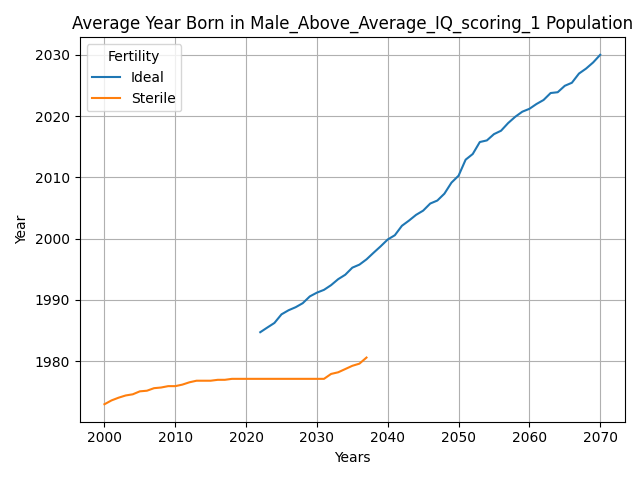 Average Year Born in Male_Above_Average_IQ_scoring_1 Population
Fertility
Ideal
Sterile
Year
2030
2020
2010
2000
1990
1980
2000 2010 2020 2030 2040 2050 2060 2070
Years